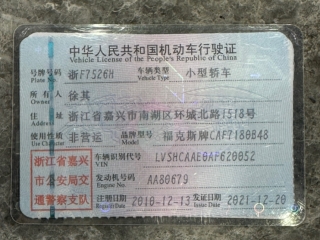 中华人民共和国机动车行驶证
Vehicle License of the People's Republic of China
号牌号码 Plate No. 浙F7526H 车辆类型 Vehicle Type 小型轿车
所有人 Owner 徐其
住址 Address 浙江省嘉兴市南湖区环城北路1578号
使用性质 Use Character 非营运 品牌型号 Model 福克斯牌CAF7180B48
浙江省嘉兴
市公安局交
通警察支队
车辆识别代号 VIN
发动机号码 Engine No. AA80679
注册日期 Register Date 2010-12-13 发证日期 Issue Date 2021-12-20